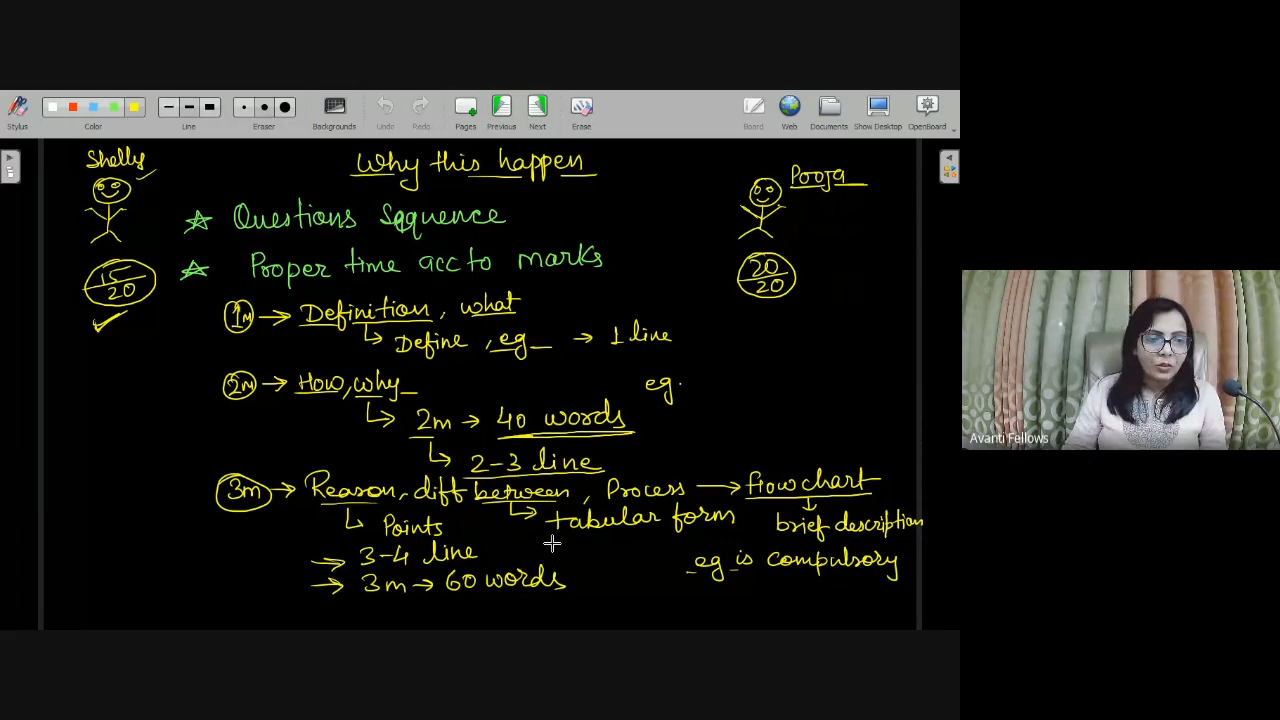 Stylus Color Line Eraser Backgrounds Undo Redo Pages Previous Next Erase Board Web Documents Show Desktop OpenBoard
Shelly
Why this happen
Pooja
Questions Sequence
15/20
Proper time acc to marks
20/20
1m → Definition, what
Define, eg → 1 line
2m → How, why
eg.
2m → 40 words
2-3 line
3m → Reason, diff between, Process → flow chart
Points
tabular form
brief description
→ 3-4 line
eg is compulsory
→ 3m → 60 words
Avanti Fellows